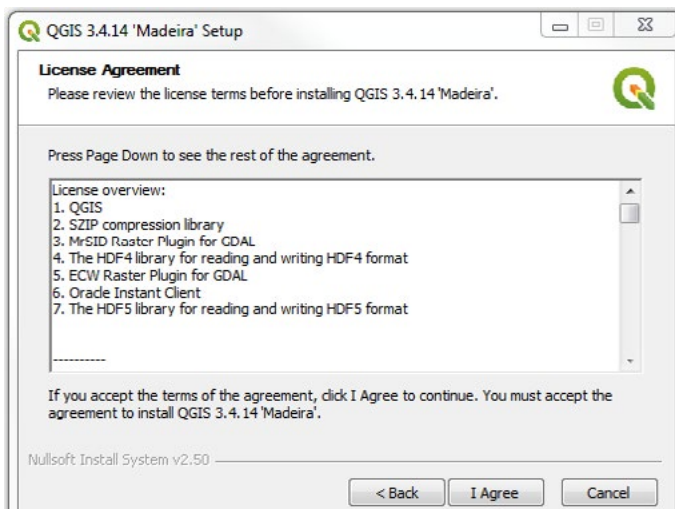 QGIS 3.4.14 'Madeira' Setup
License Agreement
Please review the license terms before installing QGIS 3.4.14 'Madeira'.
Press Page Down to see the rest of the agreement.
License overview:
1. QGIS
2. SZIP compression library
3. MrSID Raster Plugin for GDAL
4. The HDF4 library for reading and writing HDF4 format
5. ECW Raster Plugin for GDAL
6. Oracle Instant Client
7. The HDF5 library for reading and writing HDF5 format
----------
If you accept the terms of the agreement, click I Agree to continue. You must accept the
agreement to install QGIS 3.4.14 'Madeira'.
Nullsoft Install System v2.50
< Back
I Agree
Cancel